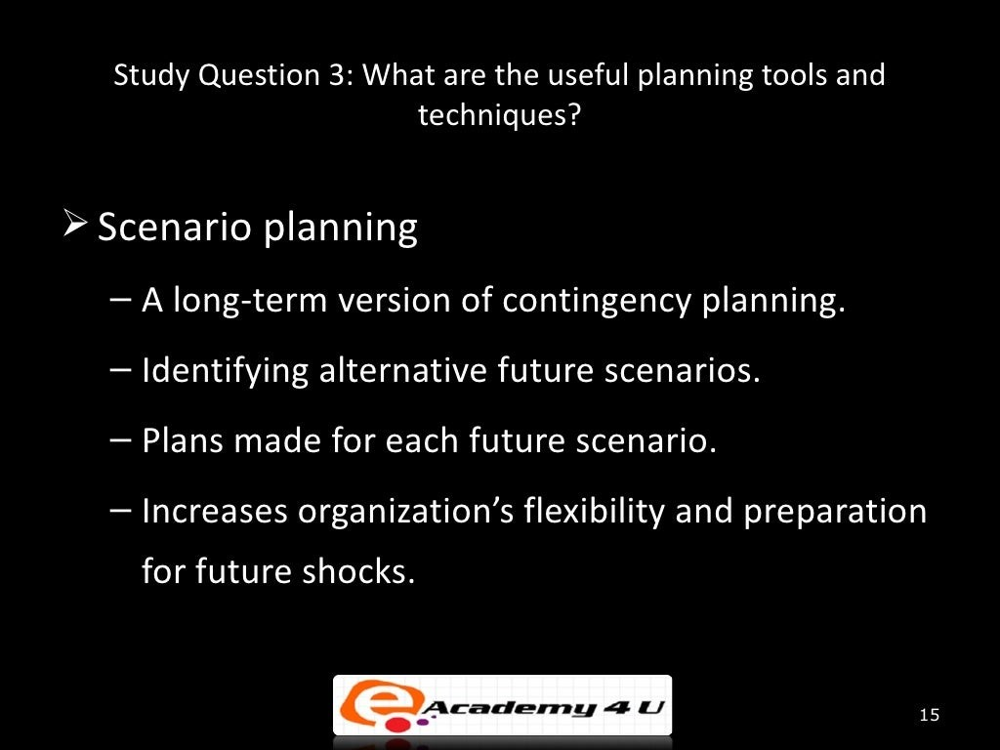 Study Question 3: What are the useful planning tools and
techniques?
➢ Scenario planning
– A long-term version of contingency planning.
– Identifying alternative future scenarios.
– Plans made for each future scenario.
– Increases organization’s flexibility and preparation
for future shocks.
e Academy 4 U
15